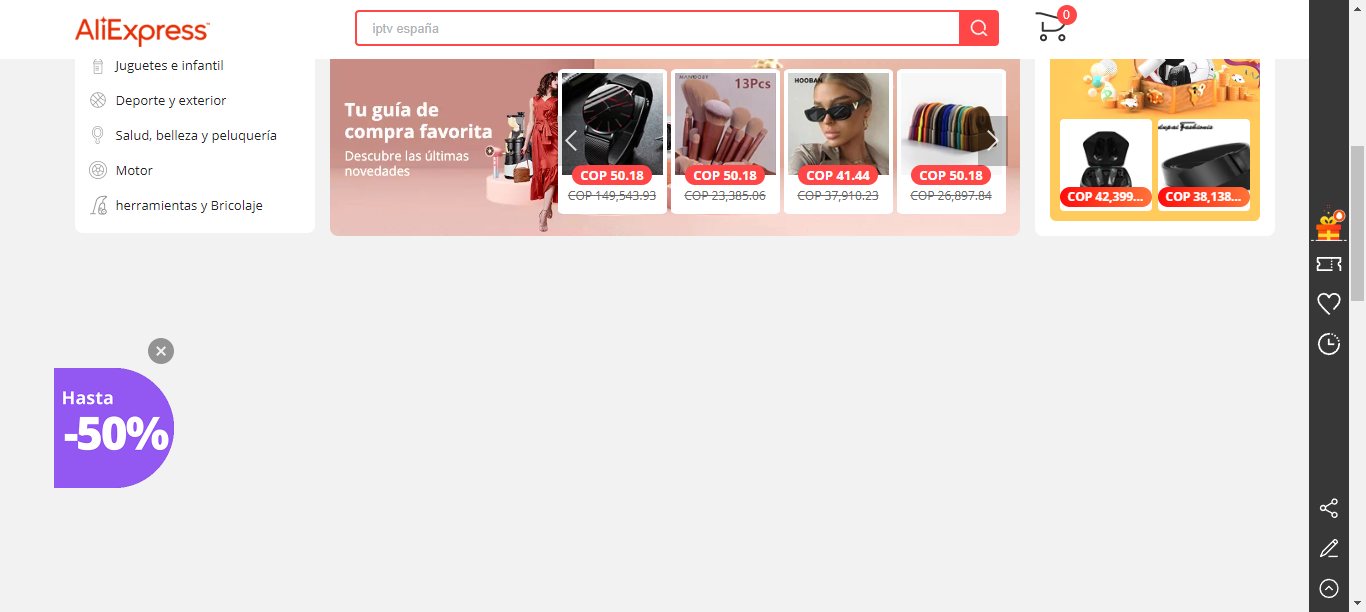 AliExpress
iptv españa
0
Juguetes e infantil
Deporte y exterior
Salud, belleza y peluquería
Motor
herramientas y Bricolaje
Tu guía de
compra favorita
Descubre las últimas
novedades
COP 50.18
COP 149,543.93
13Pcs
COP 50.18
COP 23,385.06
HOOBAN
COP 41.44
COP 37,910.23
COP 50.18
COP 26,897.84
COP 42,399...
COP 38,138...
Hasta
-50%